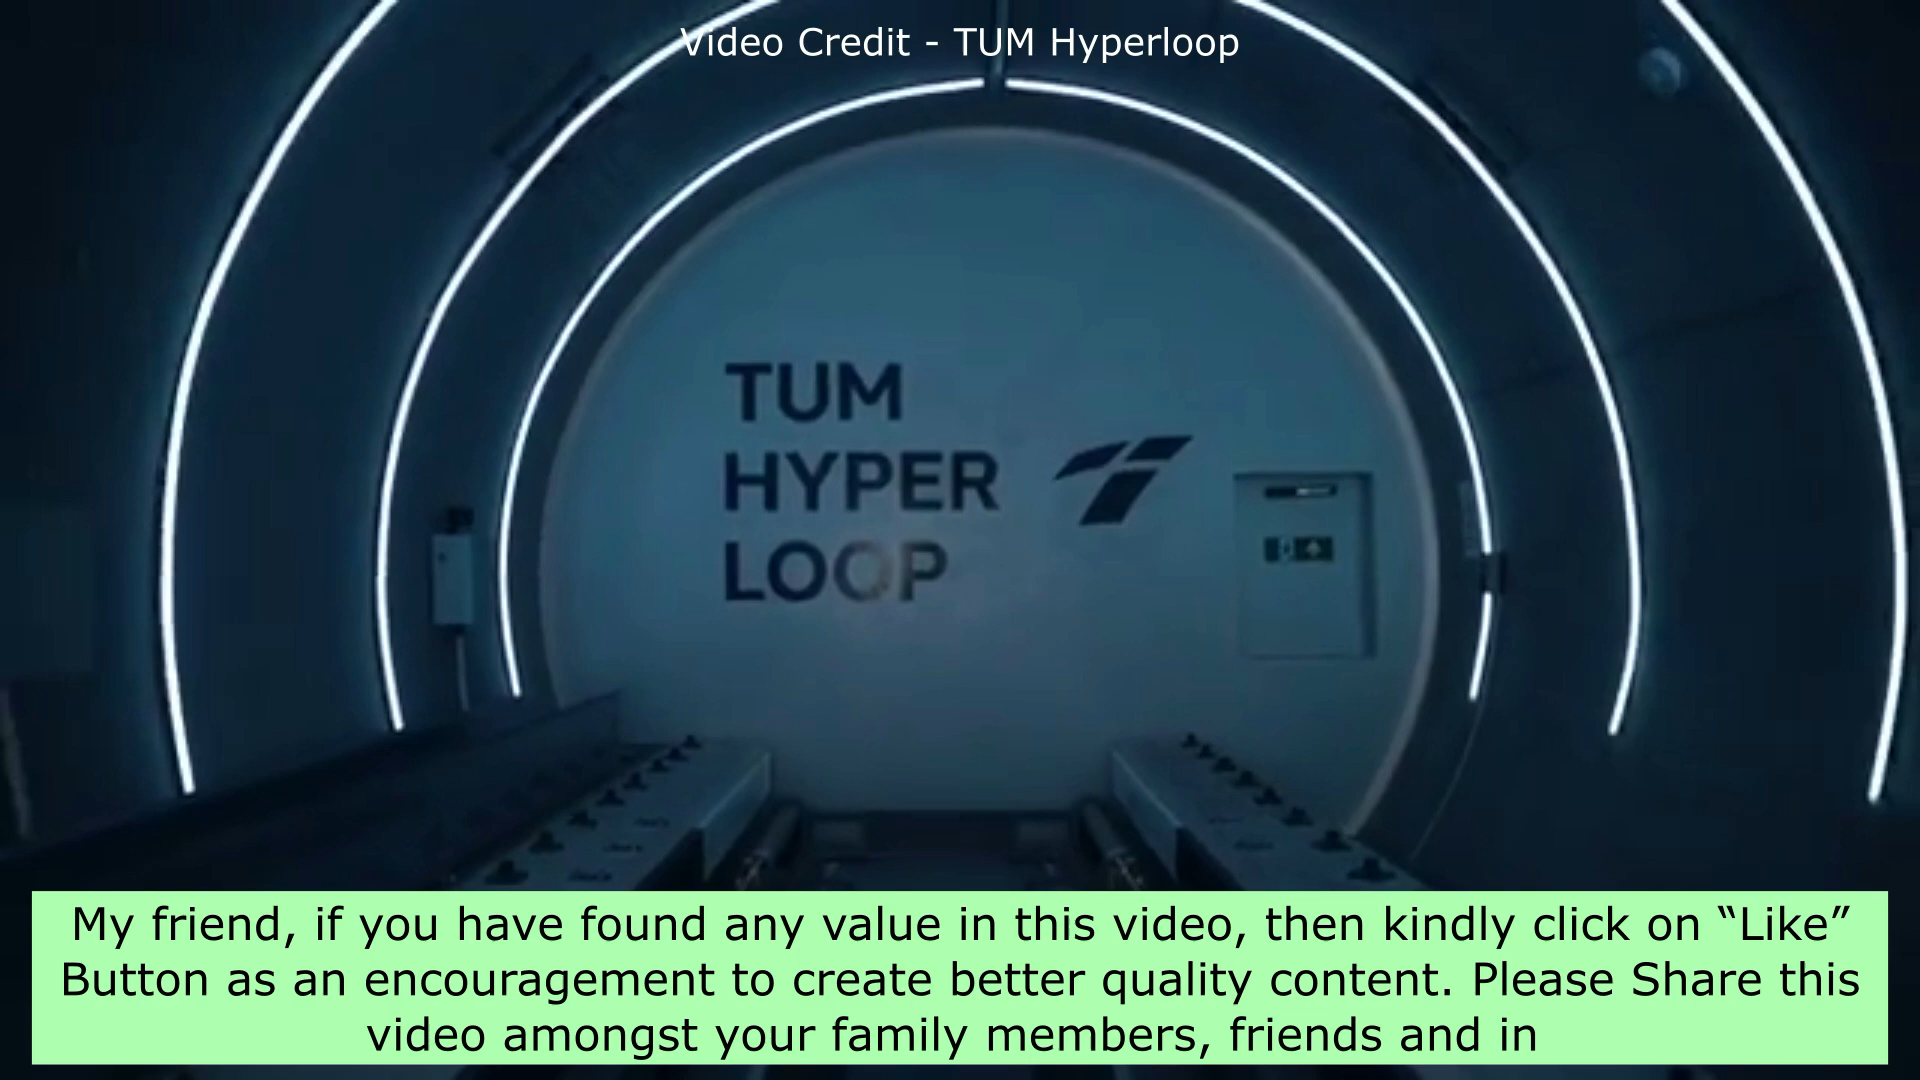 Video Credit - TUM Hyperloop
TUM
HYPER
LOOP
My friend, if you have found any value in this video, then kindly click on “Like”
Button as an encouragement to create better quality content. Please Share this
video amongst your family members, friends and in